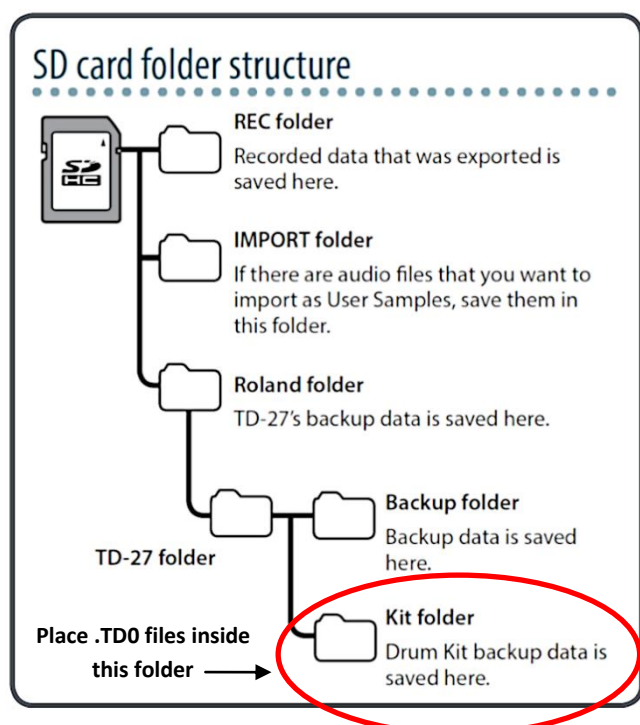 SD card folder structure
REC folder
Recorded data that was exported is
saved here.
IMPORT folder
If there are audio files that you want to
import as User Samples, save them in
this folder.
Roland folder
TD-27's backup data is saved here.
TD-27 folder
Backup folder
Backup data is saved
here.
Kit folder
Drum Kit backup data is
saved here.
Place .TD0 files inside
this folder
SD
HC